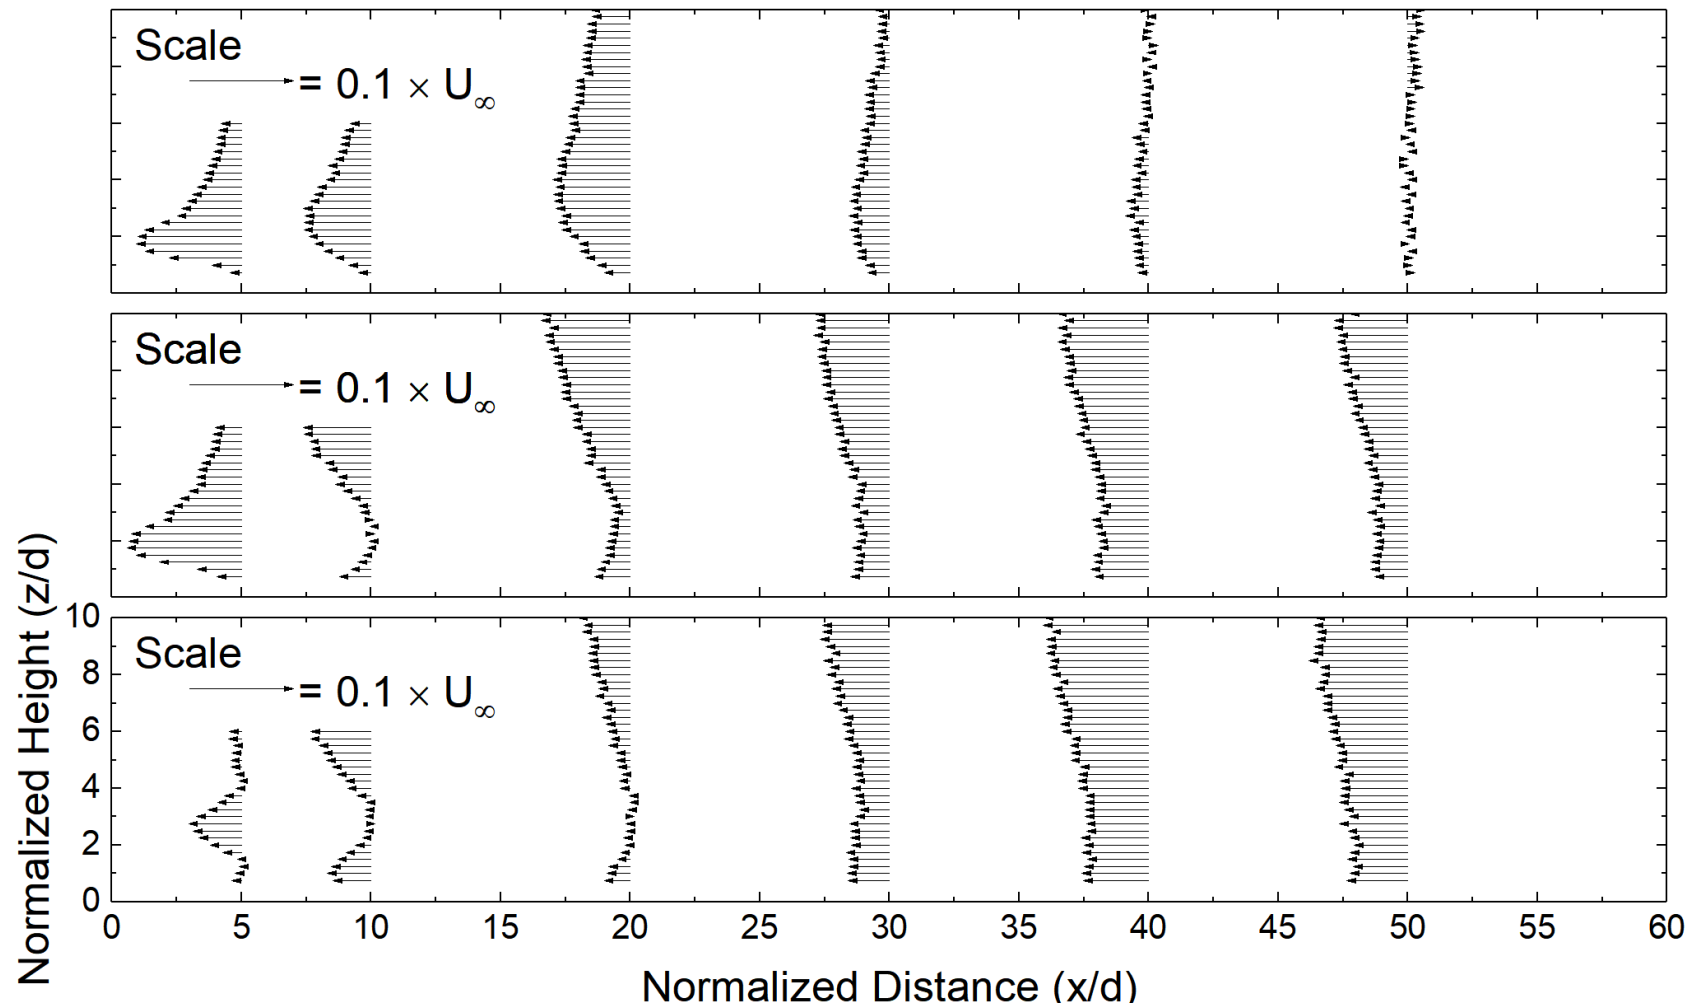 Scale
= 0.1 × U∞
Scale
= 0.1 × U∞
Normalized Height (z/d)
10
8
6
4
2
0
Scale
= 0.1 × U∞
0 5 10 15 20 25 30 35 40 45 50 55 60
Normalized Distance (x/d)